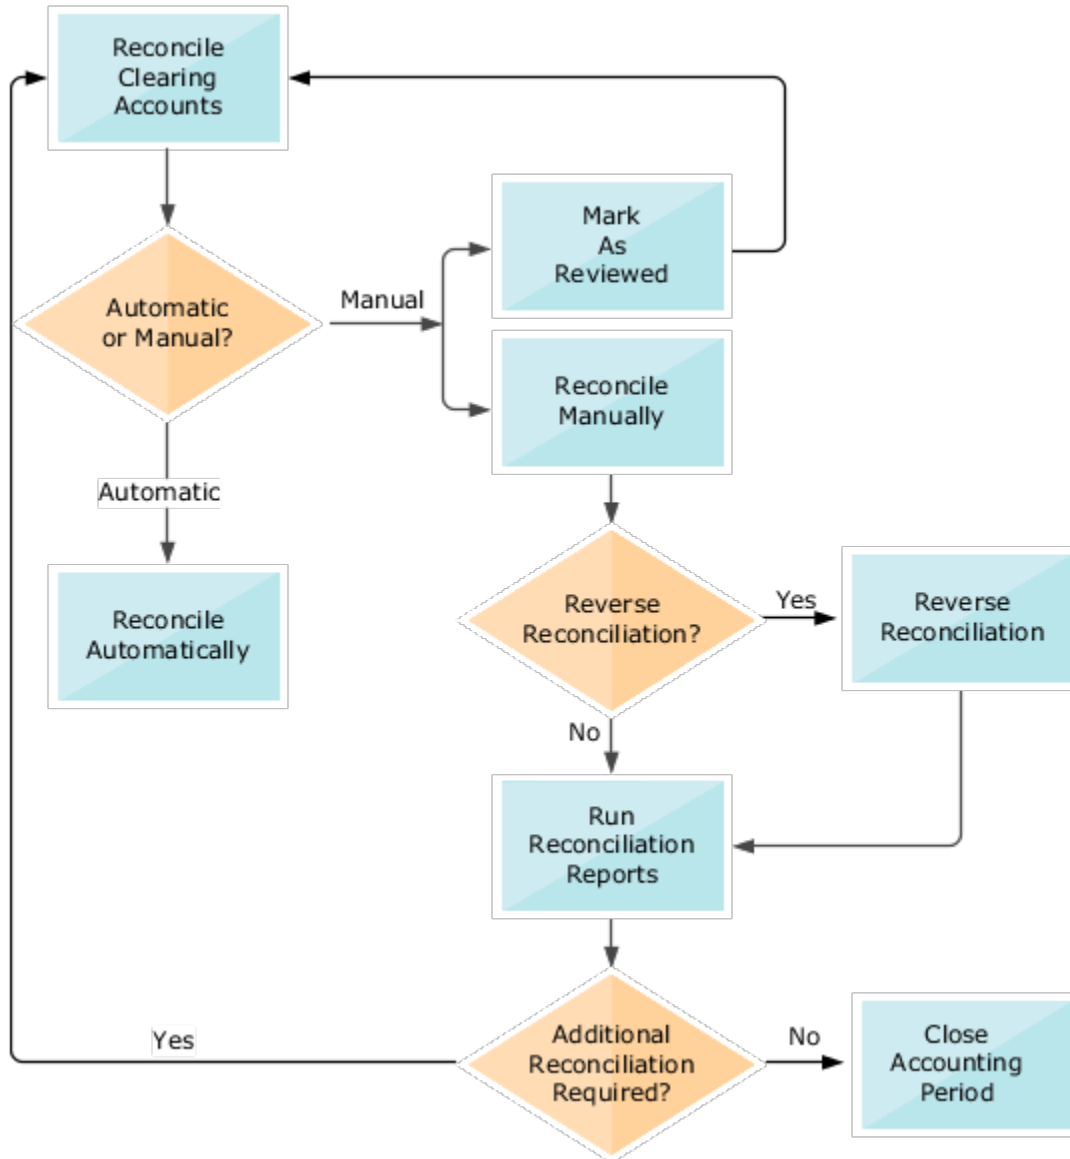 Reconcile
Clearing
Accounts
Mark
As
Reviewed
Automatic
or Manual?
Manual
Reconcile
Manually
Automatic
Reconcile
Automatically
Reverse
Reconciliation?
Yes
Reverse
Reconciliation
No
Run
Reconciliation
Reports
Yes
Additional
Reconciliation
Required?
No
Close
Accounting
Period